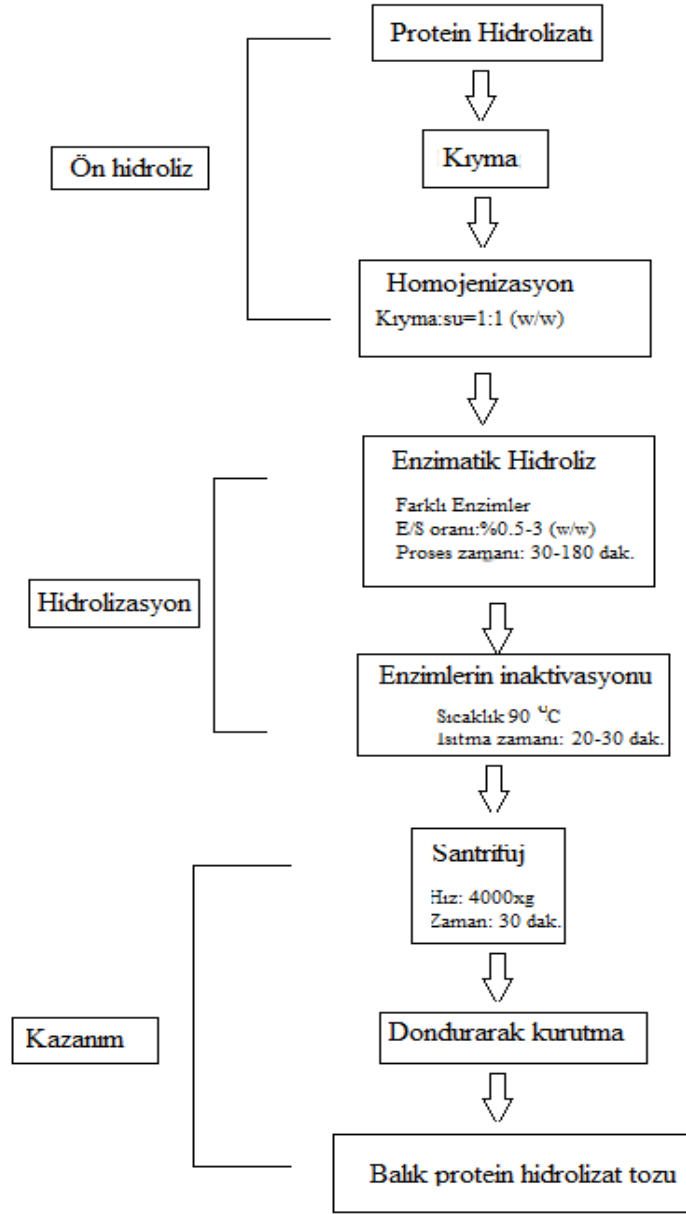 Protein Hidrolizatı
Kıyma
Ön hidroliz
Homojenizasyon
Kıyma:su=1:1 (w/w)
Enzimatik Hidroliz
Farklı Enzimler
E/S oranı:%0.5-3 (w/w)
Proses zamanı: 30-180 dak.
Hidrolizasyon
Enzimlerin inaktivasyonu
Sıcaklık 90 °C
Isıtma zamanı: 20-30 dak.
Santrifuj
Hız: 4000xg
Zaman: 30 dak.
Kazanım
Dondurarak kurutma
Balık protein hidrolizat tozu